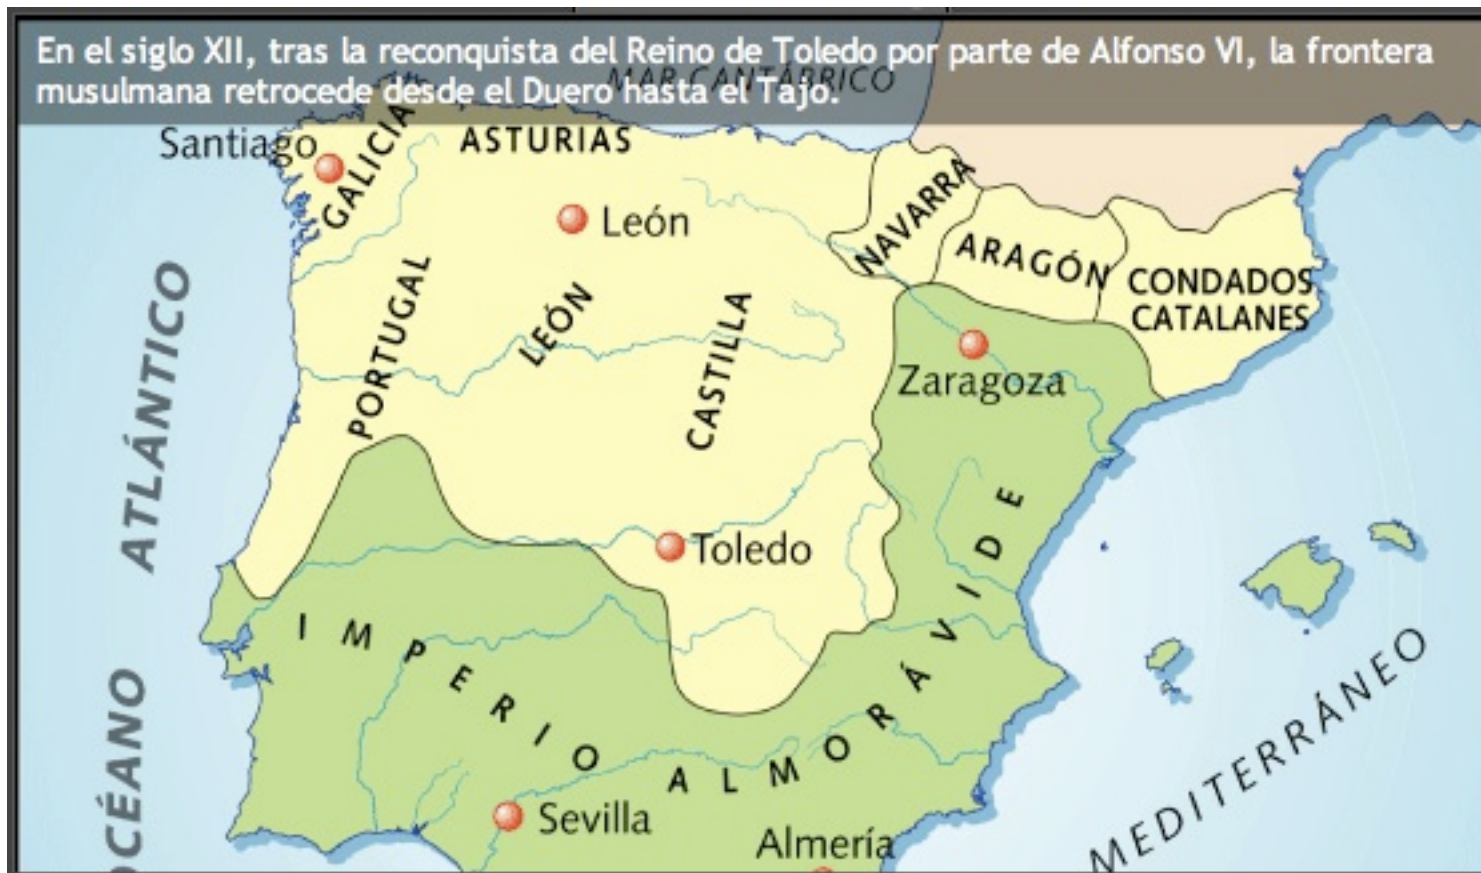 En el siglo XII, tras la reconquista del Reino de Toledo por parte de Alfonso VI, la frontera
musulmana retrocede desde el Duero hasta el Tajo.
MAR CANTÁBRICO
Santiago
GALICIA
ASTURIAS
León
NAVARRA
ARAGÓN
CONDADOS
CATALANES
PORTUGAL
LEÓN
CASTILLA
Zaragoza
OCÉANO ATLÁNTICO
Toledo
IMPERIO ALMORÁVIDE
MEDITERRÁNEO
Sevilla
Almería